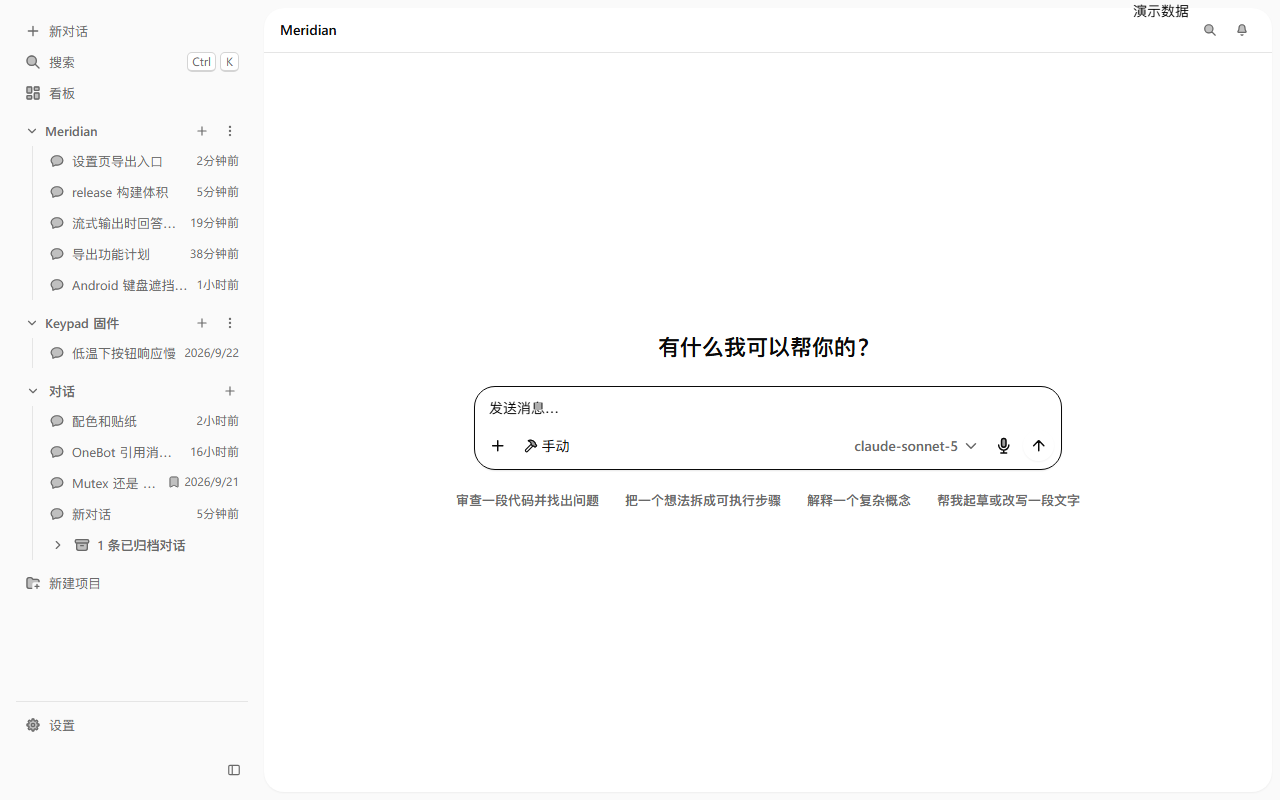 新对话
搜索 Ctrl K
看板
Meridian
设置页导出入口 2分钟前
release 构建体积 5分钟前
流式输出时回答… 19分钟前
导出功能计划 38分钟前
Android 键盘遮挡… 1小时前
Keypad 固件
低温下按钮响应慢 2026/9/22
对话
配色和贴纸 2小时前
OneBot 引用消… 16小时前
Mutex 还是 … 2026/9/21
新对话 5分钟前
1 条已归档对话
新建项目
设置
Meridian
演示数据
有什么我可以帮你的？
发送消息…
手动 claude-sonnet-5
审查一段代码并找出问题 把一个想法拆成可执行步骤 解释一个复杂概念 帮我起草或改写一段文字